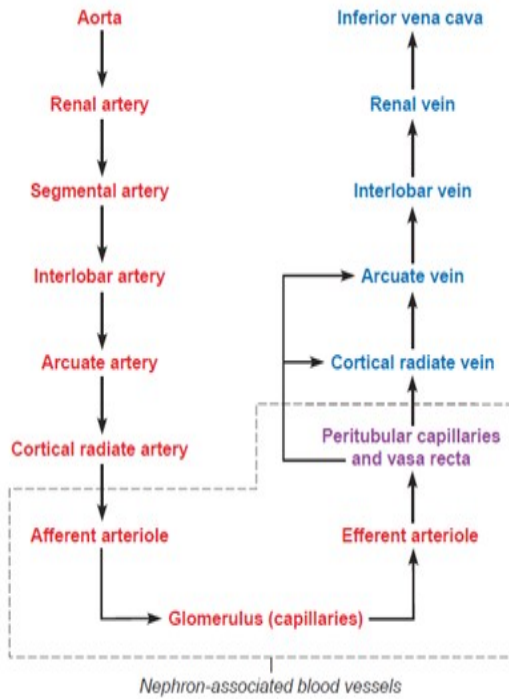 Aorta
Renal artery
Segmental artery
Interlobar artery
Arcuate artery
Cortical radiate artery
Afferent arteriole
Glomerulus (capillaries)
Efferent arteriole
Peritubular capillaries
and vasa recta
Cortical radiate vein
Arcuate vein
Interlobar vein
Renal vein
Inferior vena cava
Nephron-associated blood vessels